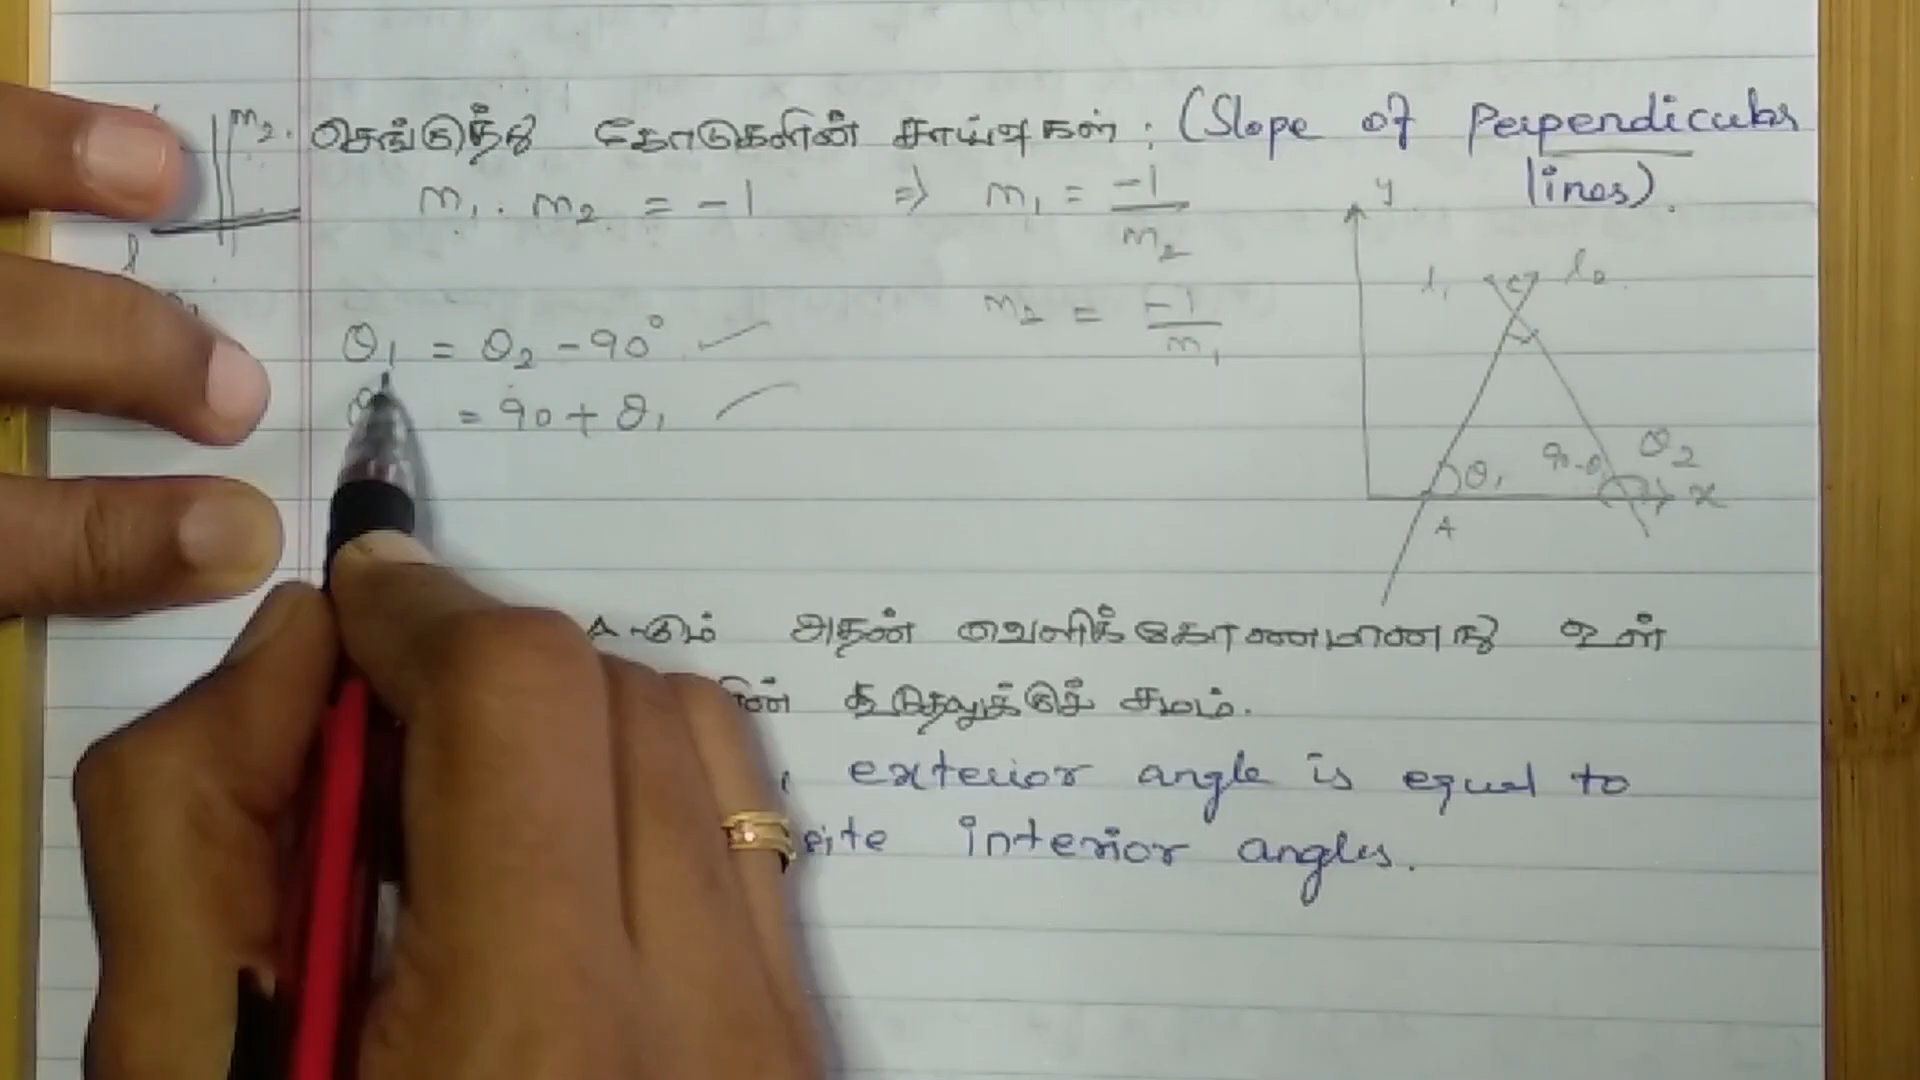 m₂. செங்குத்து கோடுகளின் சாய்வுகள் : (Slope of Perpendicular
lines).
m₁ . m₂ = -1 ⇒ m₁ = -1/m₂
m₂ = -1/m₁
θ₁ = θ₂ - 90°
= 90 + θ₁
y
l₁
90-θ
θ₂
θ₁
x
A
அதன் வெளிக்கோணமானது உள்
கூடுதலுக்குச் சமம்.
exterior angle is equal to
interior angles.